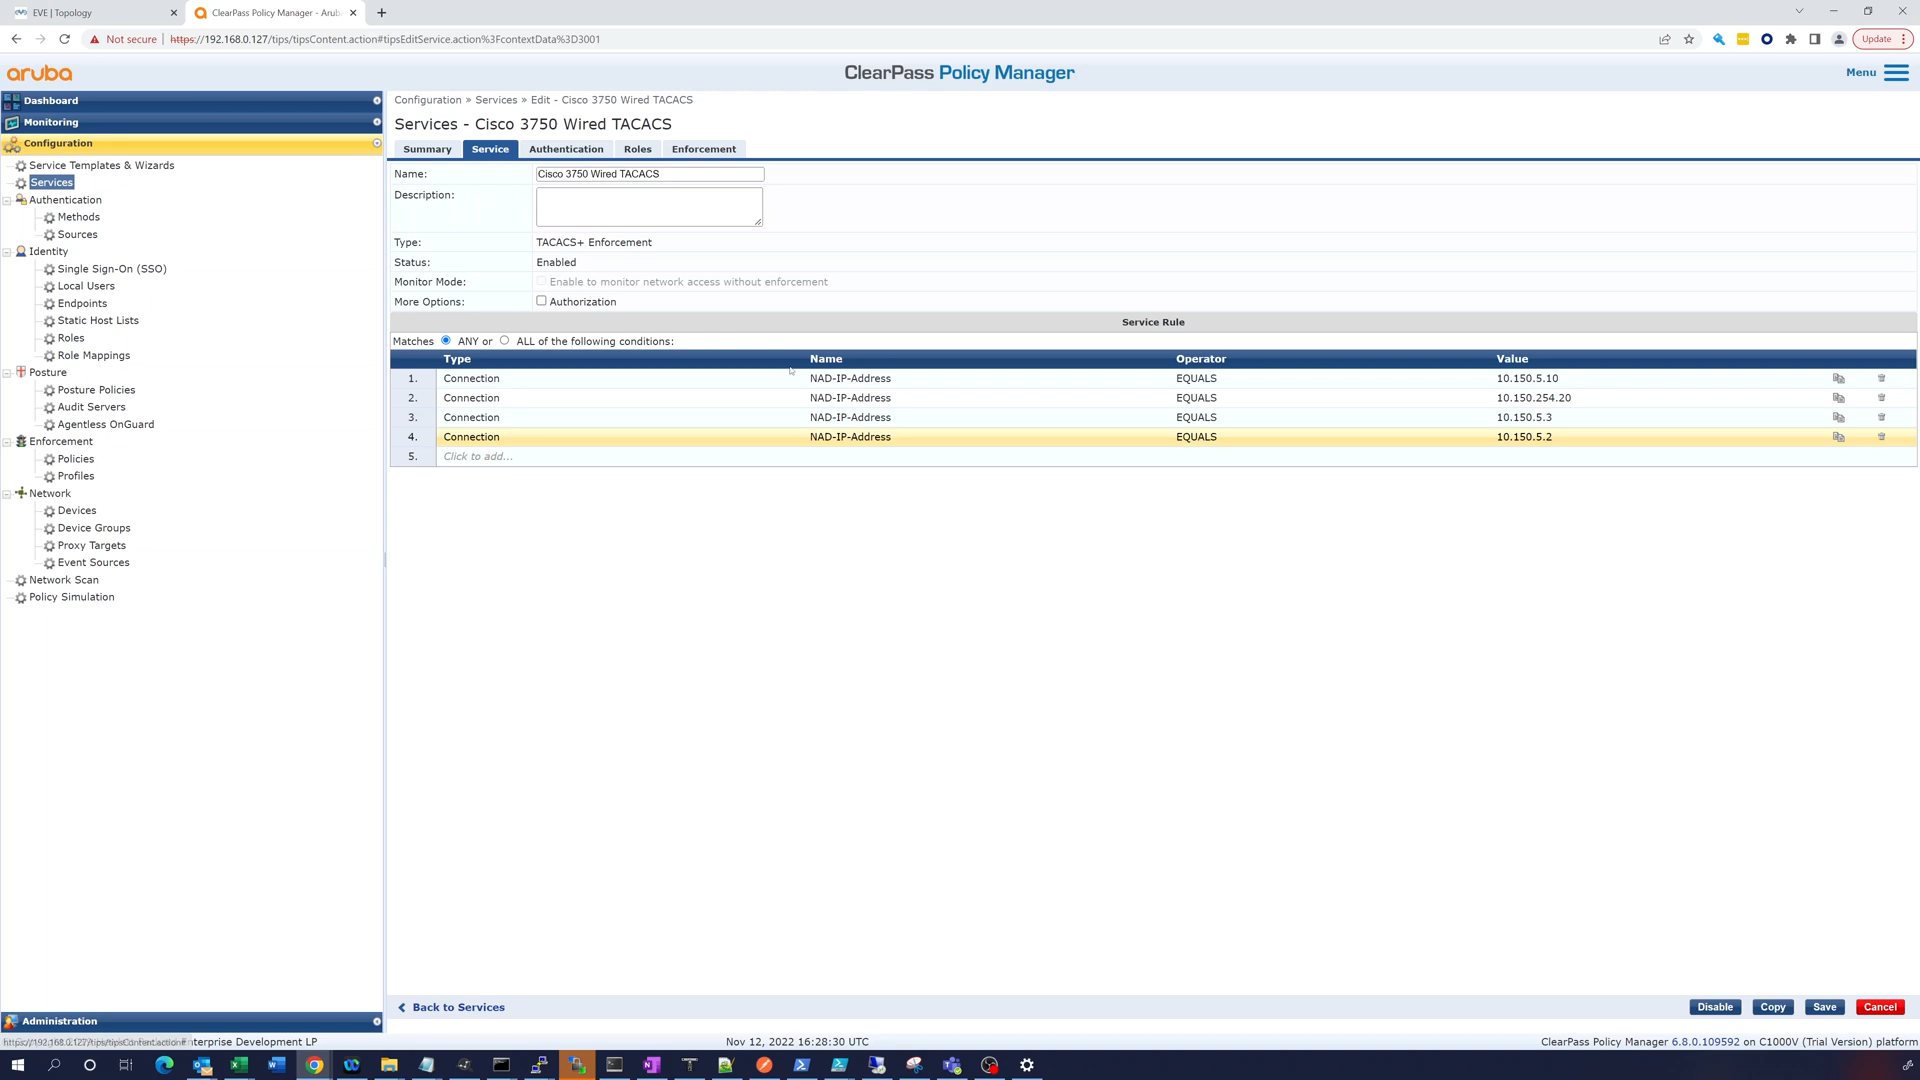 EVE | Topology
ClearPass Policy Manager - Arub
Not secure | https://192.168.0.127/tips/tipsContent.action#tipsEditService.action%3FcontextData%3D3001
Update
aruba
ClearPass Policy Manager
Menu
Dashboard
Monitoring
Configuration
Service Templates & Wizards
Services
Authentication
Methods
Sources
Identity
Single Sign-On (SSO)
Local Users
Endpoints
Static Host Lists
Roles
Role Mappings
Posture
Posture Policies
Audit Servers
Agentless OnGuard
Enforcement
Policies
Profiles
Network
Devices
Device Groups
Proxy Targets
Event Sources
Network Scan
Policy Simulation
Administration
Configuration » Services » Edit - Cisco 3750 Wired TACACS
Services - Cisco 3750 Wired TACACS
Summary Service Authentication Roles Enforcement
Name: Cisco 3750 Wired TACACS
Description:
Type: TACACS+ Enforcement
Status: Enabled
Monitor Mode: Enable to monitor network access without enforcement
More Options: Authorization
Service Rule
Matches ANY or ALL of the following conditions:
Type Name Operator Value
1. Connection NAD-IP-Address EQUALS 10.150.5.10
2. Connection NAD-IP-Address EQUALS 10.150.254.20
3. Connection NAD-IP-Address EQUALS 10.150.5.3
4. Connection NAD-IP-Address EQUALS 10.150.5.2
5. Click to add...
Back to Services
Disable Copy Save Cancel
terprise Development LP
Nov 12, 2022 16:28:30 UTC
ClearPass Policy Manager 6.8.0.109592 on C1000V (Trial Version) platform